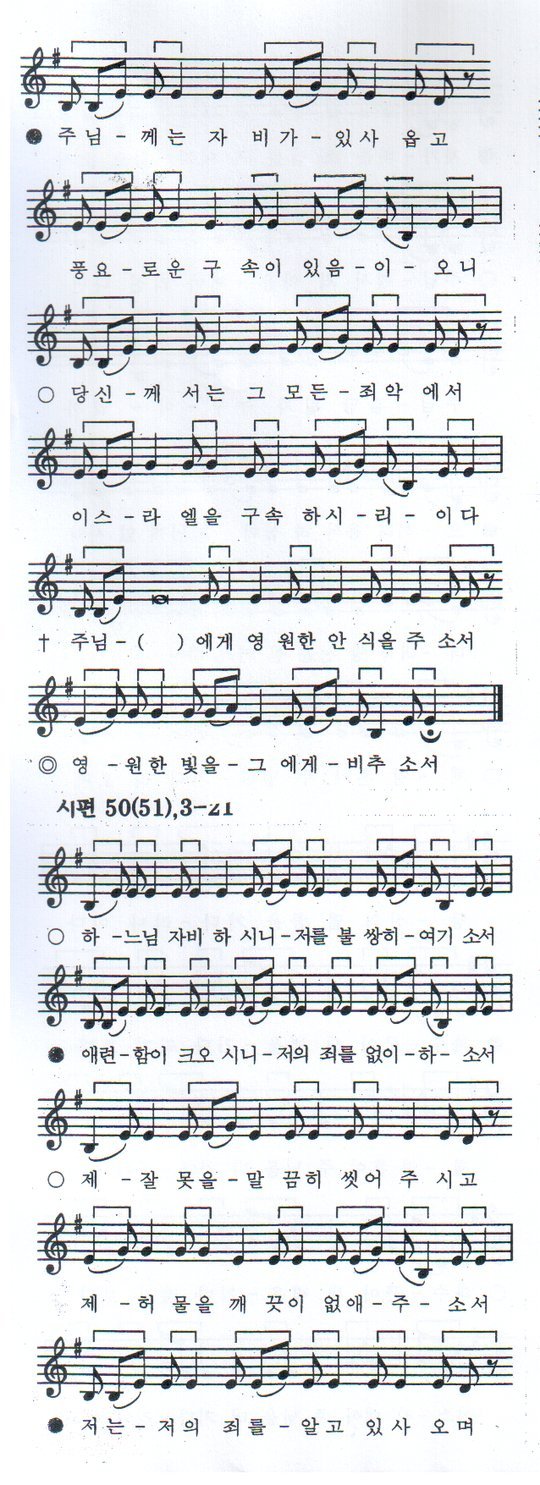 ● 주님 - 께는 자 비가 - 있사 옵고
풍요 - 로운 구 속이 있음 - 이 - 오니
○ 당신 - 께 서는 그 모든 - 죄악 에서
이스 - 라 엘을 구속 하시 - 리 - 이다
† 주님 - ( ) 에게 영 원한 안 식을 주 소서
◎ 영 - 원한 빛을 - 그 에게 - 비추 소서
시편 50(51),3-21
○ 하 - 느님 자비 하 시니 - 저를 불 쌍히 - 여기 소서
● 애련 - 함이 크오 시니 - 저의 죄를 없이 - 하 - 소서
○ 제 - 잘 못을 - 말 끔히 씻어 주 시고
제 - 허 물을 깨 끗이 없애 - 주 - 소서
● 저는 - 저의 죄를 - 알고 있사 오며